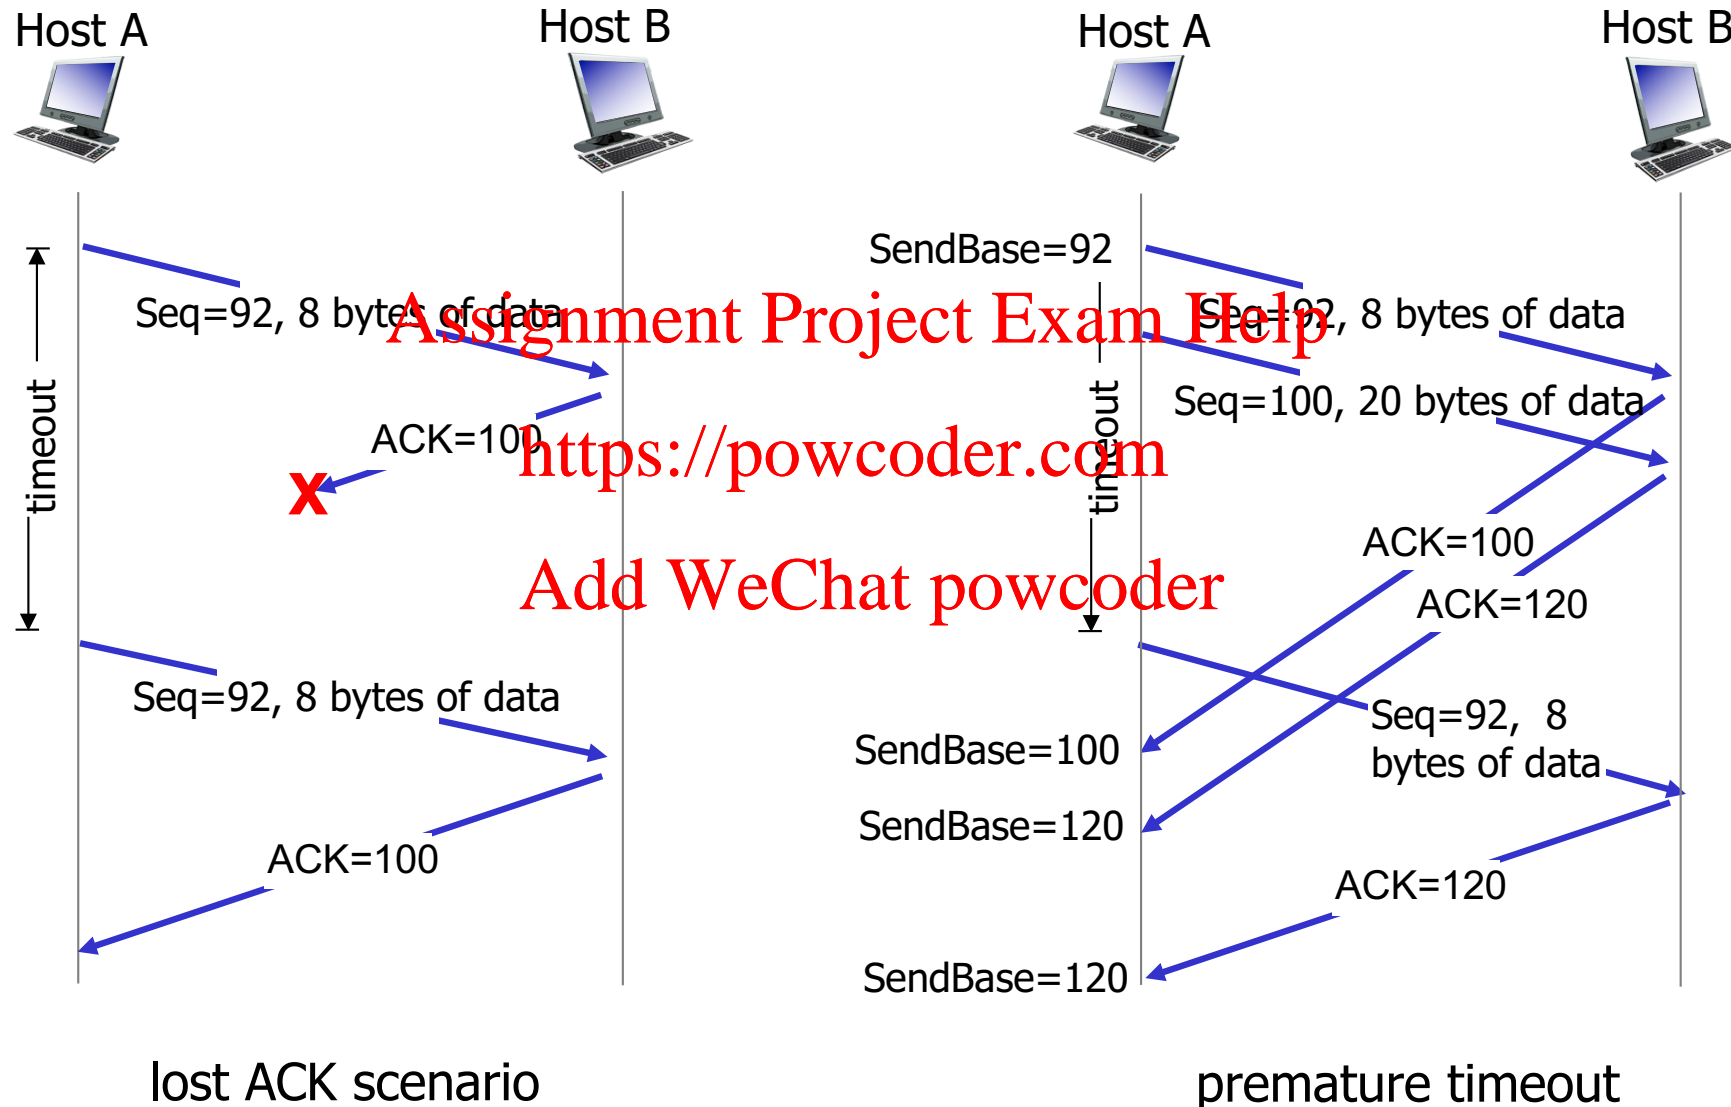 Host A
Host B
Host A
Host B
SendBase=92
Seq=92, 8 bytes of data
Seq=92, 8 bytes of data
Assignment Project Exam Help
timeout
timeout
Seq=100, 20 bytes of data
ACK=100
https://powcoder.com
X
ACK=100
Add WeChat powcoder
ACK=120
Seq=92, 8 bytes of data
Seq=92, 8
bytes of data
SendBase=100
SendBase=120
ACK=100
ACK=120
SendBase=120
lost ACK scenario
premature timeout